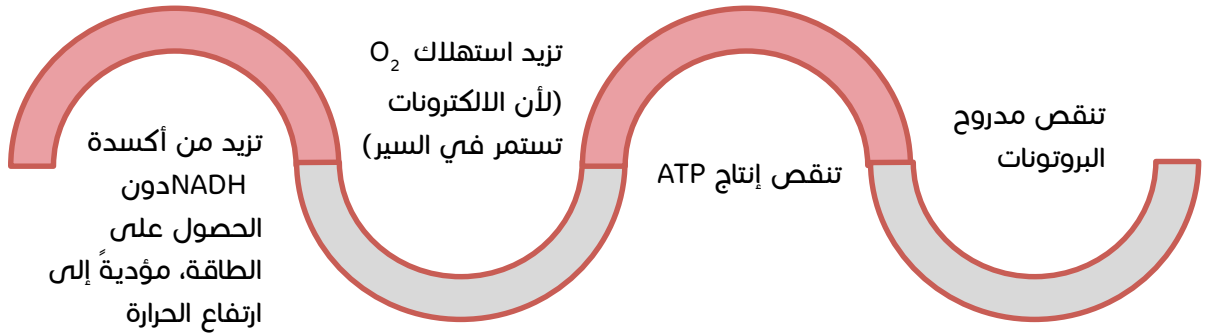 تنقص مدروح
البروتونات
تنقص إنتاج ATP
تزيد استهلاك O₂
(لأن الالكترونات
تستمر في السير)
تزيد من أكسدة
NADHدون
الحصول على
الطاقة، مؤديةً إلى
ارتفاع الحرارة